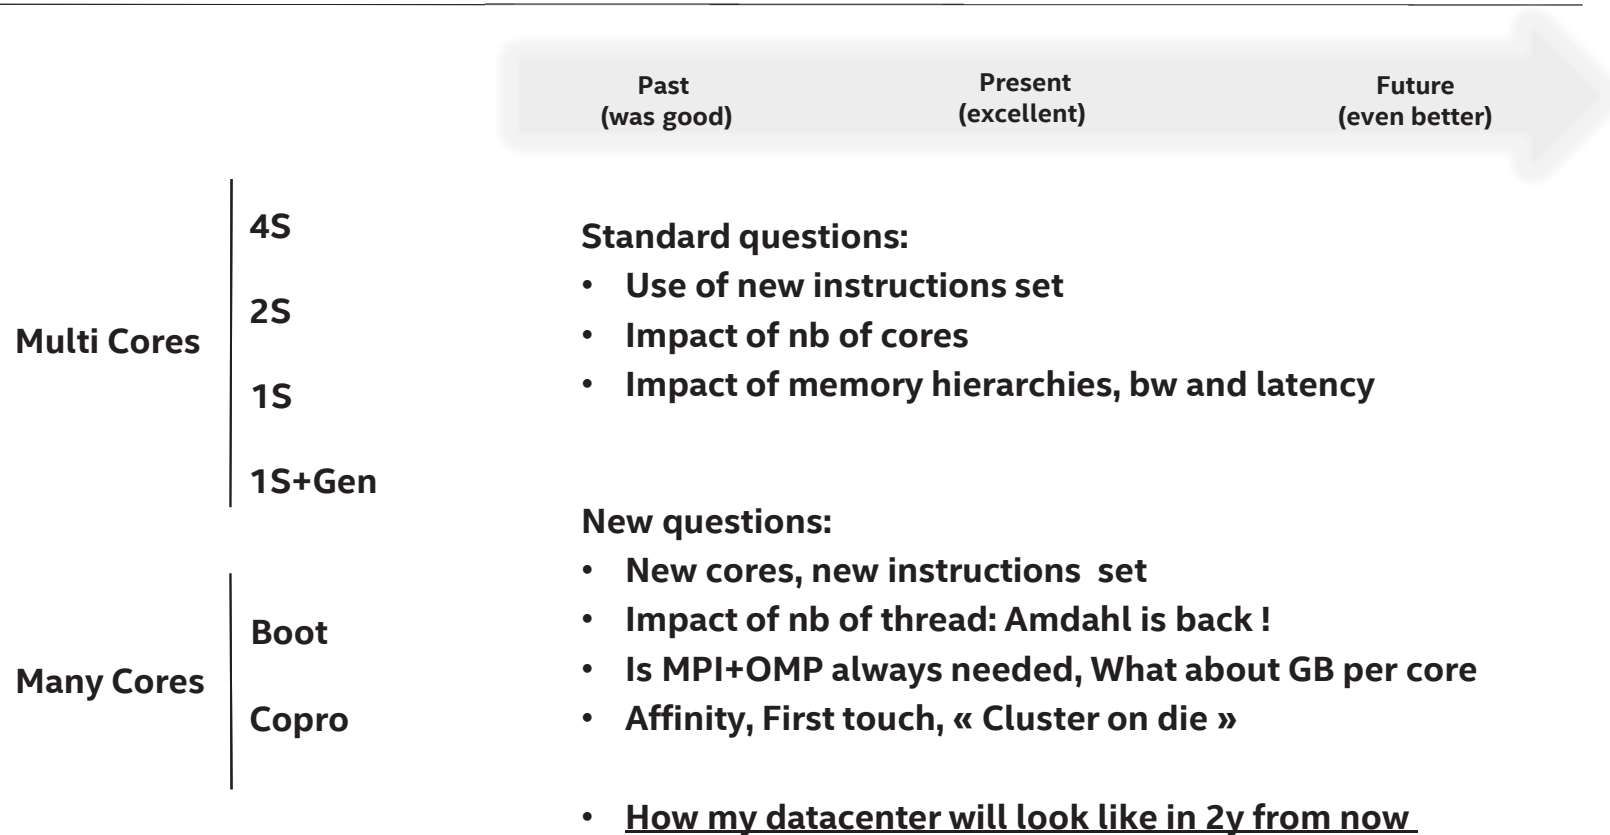 Past
(was good)
Present
(excellent)
Future
(even better)
Multi Cores
4S
2S
1S
1S+Gen
Standard questions:
• Use of new instructions set
• Impact of nb of cores
• Impact of memory hierarchies, bw and latency
Many Cores
Boot
Copro
New questions:
• New cores, new instructions  set
• Impact of nb of thread: Amdahl is back !
• Is MPI+OMP always needed, What about GB per core
• Affinity, First touch, « Cluster on die »
• How my datacenter will look like in 2y from now